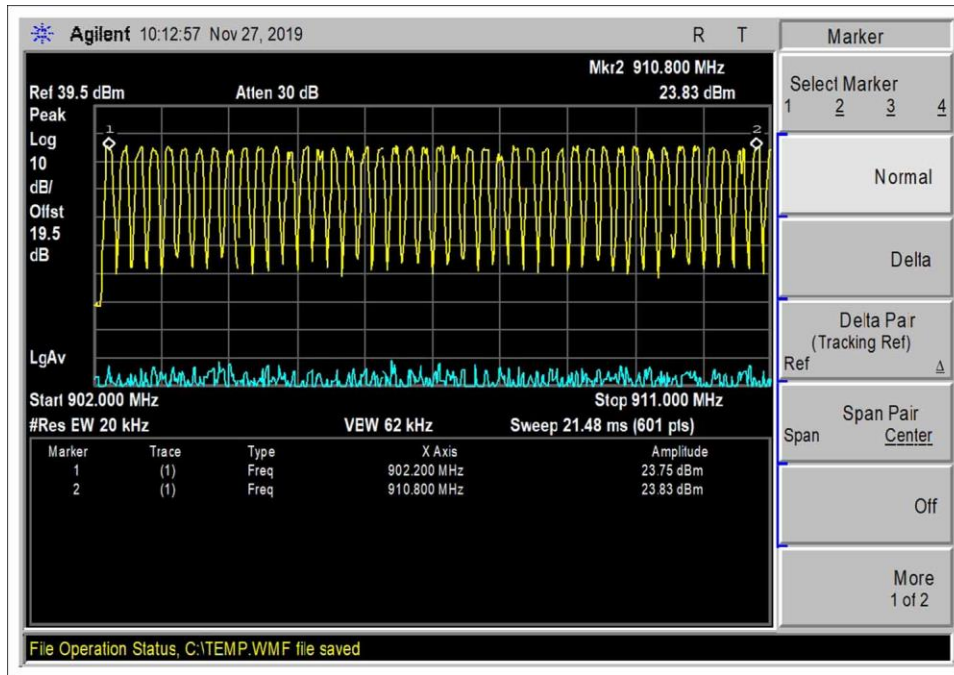 Agilent 10:12:57 Nov 27, 2019 R T
Mkr2 910.800 MHz
Ref 39.5 dBm Atten 30 dB 23.83 dBm
Peak
Log
10
dB/
Offst
19.5
dB
LgAv
1
2
Start 902.000 MHz Stop 911.000 MHz
#Res BW 20 kHz VBW 62 kHz Sweep 21.48 ms (601 pts)
Marker Trace Type X Axis Amplitude
1 (1) Freq 902.200 MHz 23.75 dBm
2 (1) Freq 910.800 MHz 23.83 dBm
File Operation Status, C:\TEMP.WMF file saved
Marker
Select Marker
1 2 3 4
Normal
Delta
Delta Pair
(Tracking Ref)
Ref Δ
Span Pair
Span Center
Off
More
1 of 2